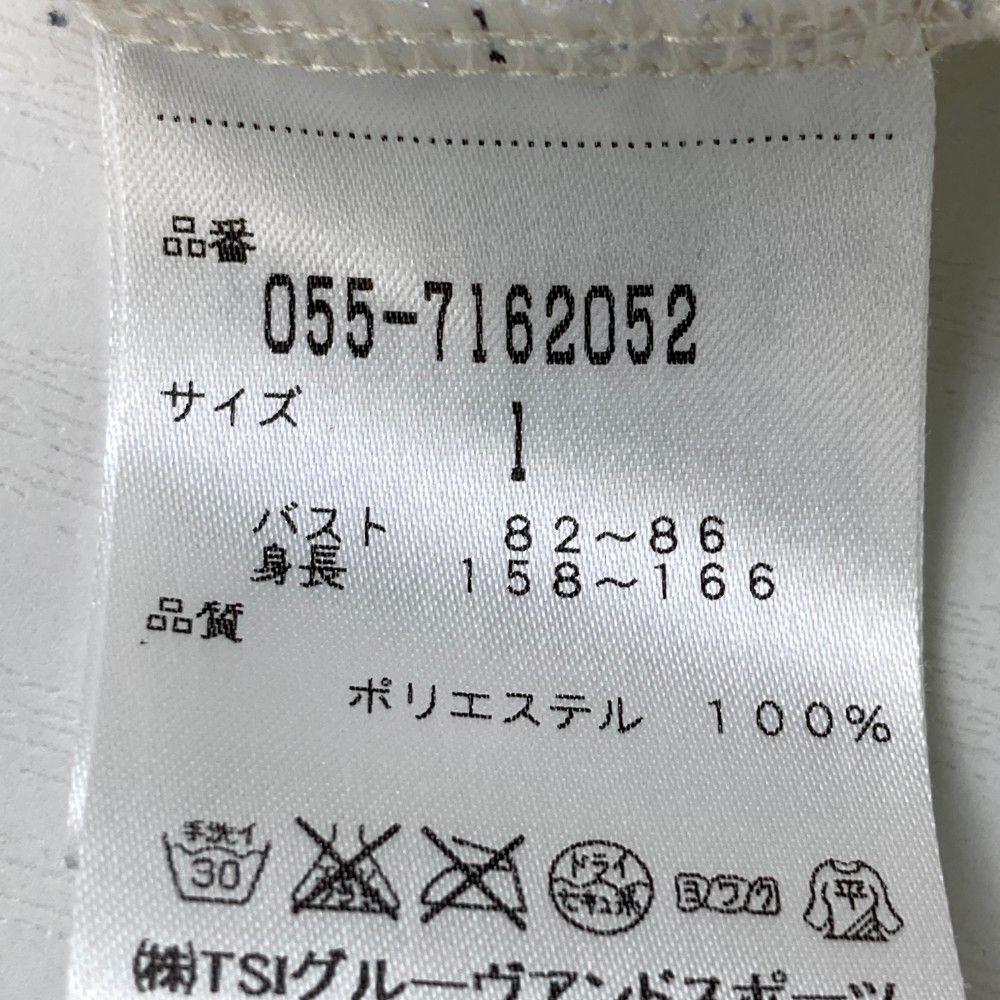 品番
055-7162052
サイズ 1
バスト 82～86
身長 158～166
品質
ポリエステル 100%
手洗イ 30 ドライ セキユ系 ヨワク 平
(株)TSIグルーヴアンドスポーツ